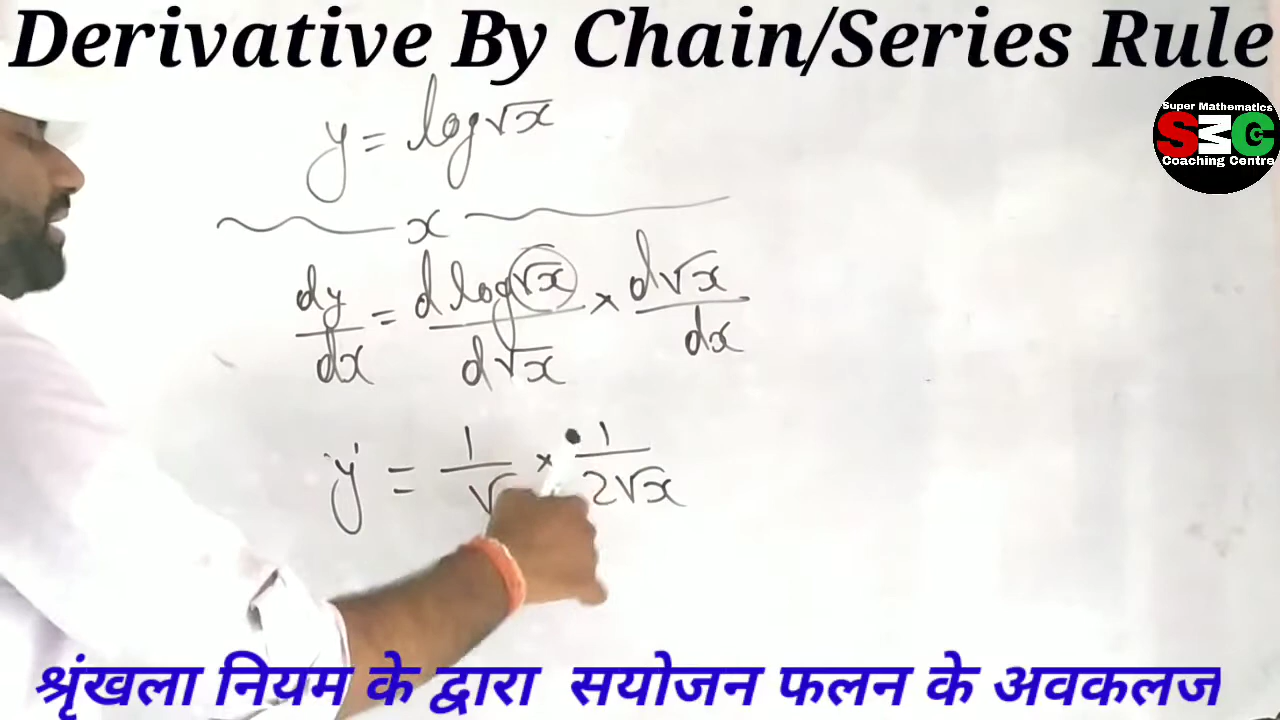 Derivative By Chain/Series Rule
Super Mathematics
SMC
Coaching Centre
y = log√x
x
dy/dx = d log√x/d√x × d√x/dx
y' = 1/√ × 1/2√x
श्रृंखला नियम के द्वारा सयोजन फलन के अवकलज